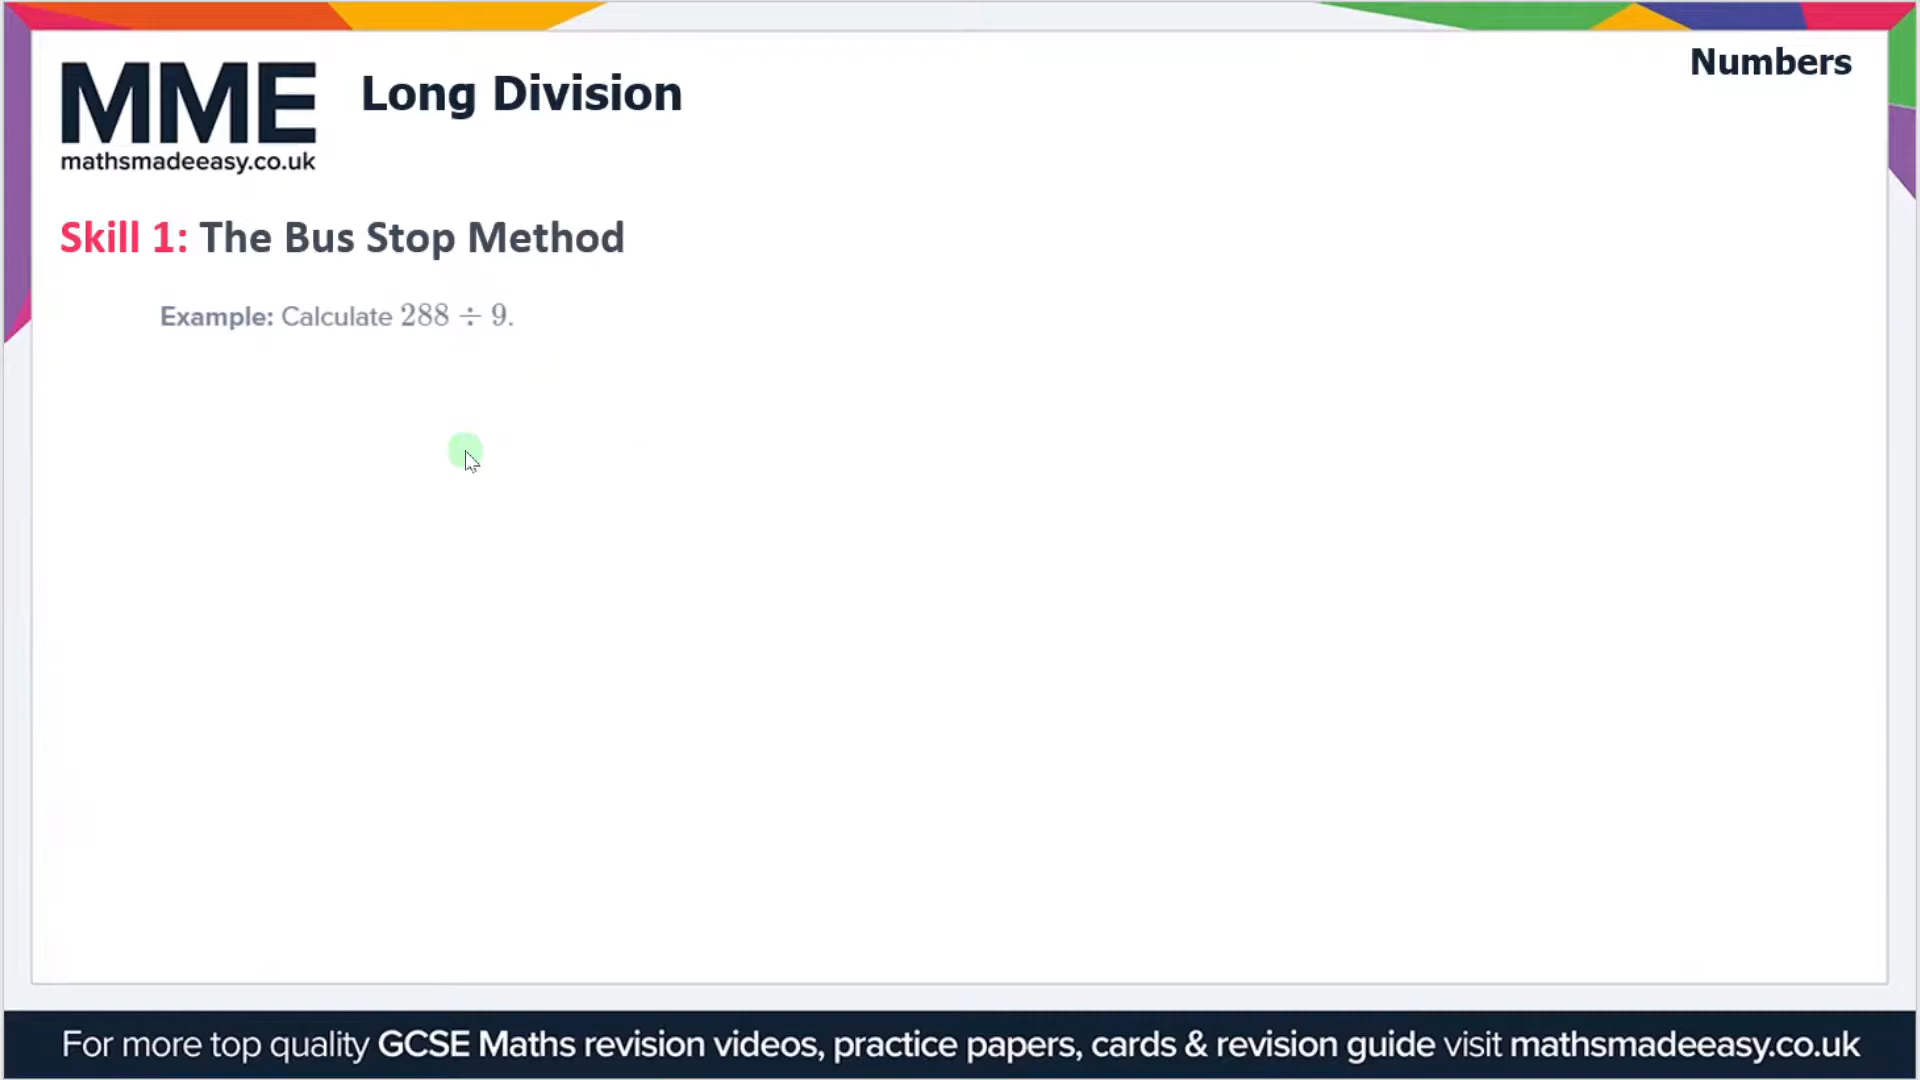 Numbers
MME
Long Division
mathsmadeeasy.co.uk
Skill 1: The Bus Stop Method
Example: Calculate 288 ÷ 9.
For more top quality GCSE Maths revision videos, practice papers, cards & revision guide visit mathsmadeeasy.co.uk